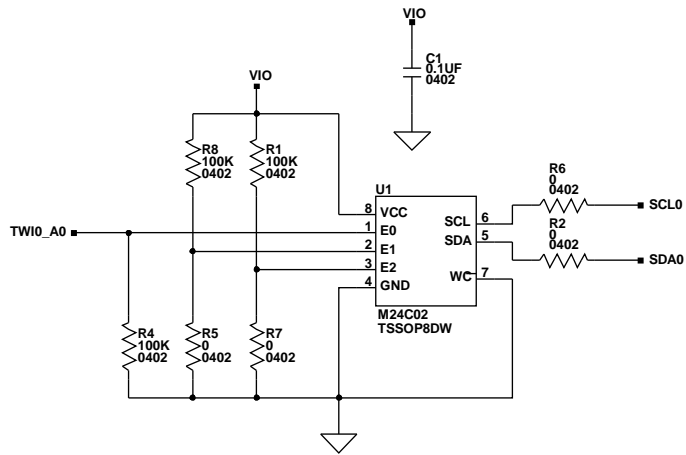 VIO
C1
0.1UF
0402
VIO
R8
100K
0402
R1
100K
0402
R6
0
0402
U1
8 VCC
1 E0
2 E1
3 E2
4 GND
SCL 6
SDA 5
WC 7
SCL0
R2
0
0402
SDA0
TWI0_A0
M24C02
TSSOP8DW
R4
100K
0402
R5
0
0402
R7
0
0402